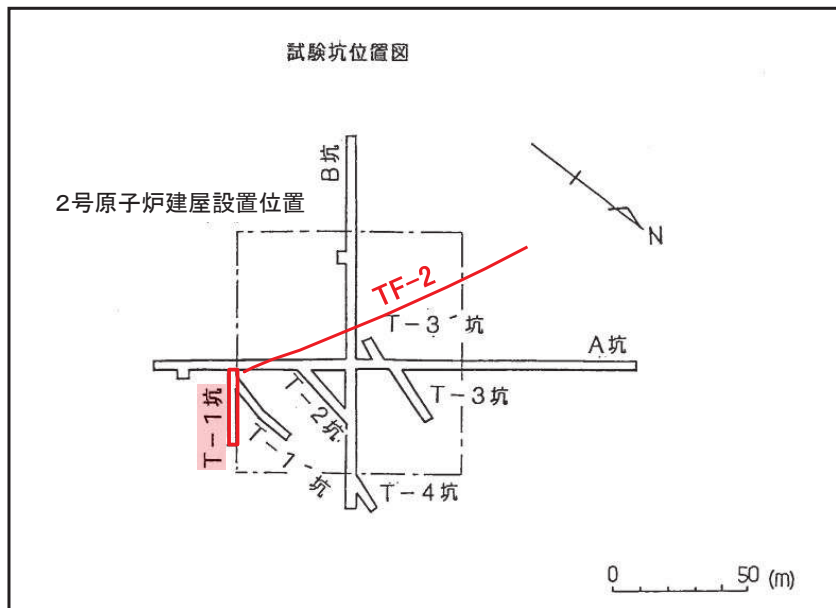 試験坑位置図
B坑
2号原子炉建屋設置位置
N
TF-2
T-3´坑
A坑
T-1坑
T-2坑
T-3坑
T-1´坑
T-4坑
0 50 (m)